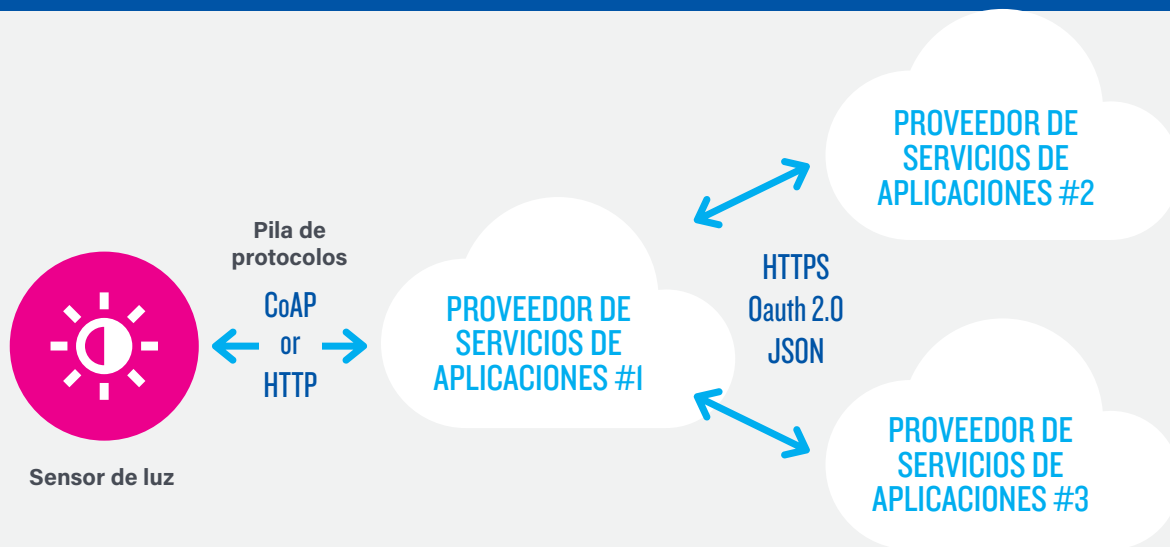 Sensor de luz
Pila de
protocolos
CoAP
or
HTTP
PROVEEDOR DE
SERVICIOS DE
APLICACIONES #1
HTTPS
Oauth 2.0
JSON
PROVEEDOR DE
SERVICIOS DE
APLICACIONES #2
PROVEEDOR DE
SERVICIOS DE
APLICACIONES #3